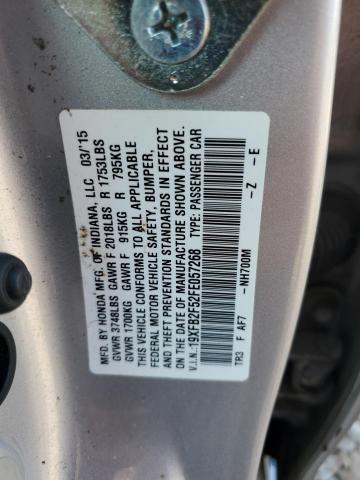 MFD. BY HONDA MFG. OF INDIANA, LLC 03/'15
GVWR 3748LBS GAWR F 2018LBS R 1753LBS
GVWR 1700KG GAWR F 915KG R 795KG
THIS VEHICLE CONFORMS TO ALL APPLICABLE
FEDERAL MOTOR VEHICLE SAFETY, BUMPER,
AND THEFT PREVENTION STANDARDS IN EFFECT
ON THE DATE OF MANUFACTURE SHOWN ABOVE.
V.I.N.:19XFB2F52FE057268 TYPE: PASSENGER CAR
-NH700M -Z -E
TR3 F AF7